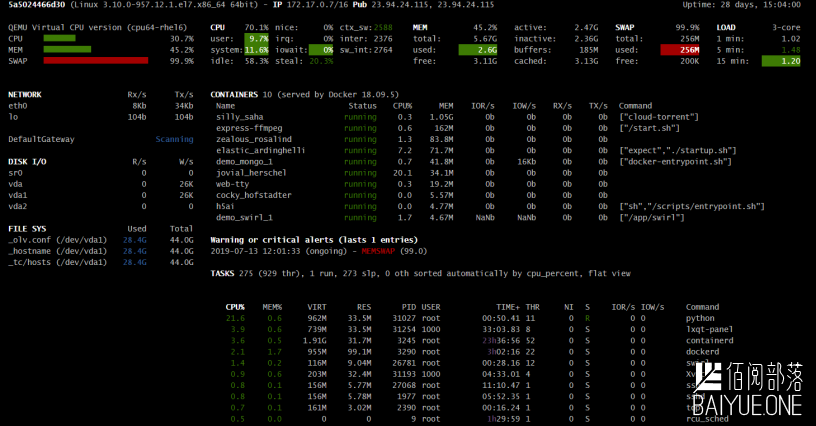 5a5024466d30 (Linux 3.10.0-957.12.1.el7.x86_64 64bit) - IP 172.17.0.7/16 Pub 23.94.24.115, 23.94.24.115 Uptime: 28 days, 15:04:00
QEMU Virtual CPU version (cpu64-rhel6) CPU 70.1% nice: 0% ctx_sw:2588 MEM 45.2% active: 2.47G SWAP 99.9% LOAD 3-core
CPU 30.7% user: 9.7% irq: 0% inter: 2376 total: 5.67G inactive: 2.36G total: 256M 1 min: 1.02
MEM 45.2% system: 11.6% iowait: 0% sw_int:2764 used: 2.6G buffers: 185M used: 256M 5 min: 1.48
SWAP 99.9% idle: 58.3% steal: 20.3% free: 3.11G cached: 3.13G free: 200K 15 min: 1.20
NETWORK Rx/s Tx/s CONTAINERS 10 (served by Docker 18.09.5)
eth0 8Kb 34Kb Name Status CPU% MEM IOR/s IOW/s RX/s TX/s Command
lo 104b 104b silly_saha running 0.3 1.05G 0b 0b 0b 0b ["cloud-torrent"]
express-ffmpeg running 0.6 162M 0b 0b 0b 0b ["/start.sh"]
DefaultGateway Scanning zealous_rosalind running 1.3 83.8M 0b 0b 0b 0b
elastic_ardinghelli running 7.2 71.7M 0b 0b 0b 0b ["expect","./startup.sh"]
DISK I/O R/s W/s demo_mongo_1 running 0.7 41.8M 0b 16Kb 0b 0b ["docker-entrypoint.sh"]
sr0 0 0 jovial_herschel running 20.1 34.1M 0b 0b 0b 0b
vda 0 26K web-tty running 0.3 19.2M 0b 0b 0b 0b
vda1 0 26K cocky_hofstadter running 0.0 5.57M 0b 0b 0b 0b
vda2 0 0 h5ai running 0.0 4.77M 0b 0b 0b 0b ["sh","/scripts/entrypoint.sh"]
demo_swirl_1 running 1.7 4.67M NaNb NaNb 0b 0b ["/app/swirl"]
FILE SYS Used Total
_olv.conf (/dev/vda1) 28.4G 44.0G Warning or critical alerts (lasts 1 entries)
_hostname (/dev/vda1) 28.4G 44.0G 2019-07-13 12:01:33 (ongoing) - MEMSWAP (99.0)
_tc/hosts (/dev/vda1) 28.4G 44.0G
TASKS 275 (929 thr), 1 run, 273 slp, 0 oth sorted automatically by cpu_percent, flat view
CPU% MEM% VIRT RES PID USER TIME+ THR NI S IOR/s IOW/s Command
21.6 0.6 962M 33.5M 31027 root 00:50.41 11 0 R 0 0 python
3.9 0.6 739M 33.5M 31254 1000 33:03.83 8 0 S 0 0 lxqt-panel
3.6 0.5 1.91G 31.7M 3245 root 23h36:56 52 0 S 0 0 containerd
2.1 1.7 955M 99.1M 3290 root 3h02:16 22 0 S 0 0 dockerd
1.4 0.2 116M 9.04M 26781 root 00:28.16 12 0 S 0 0
0.9 0.6 203M 32.4M 31193 1000 04:33.01 4 0 S 0 0
0.8 0.1 156M 5.77M 27068 root 11:10.47 1 0 S 0 0
0.8 0.1 156M 5.78M 1977 root 05:52.35 1 0 S 0 0
0.7 0.1 161M 3.02M 2390 root 00:16.24 1 0 S 0 0
0.5 0.0 0 0 9 root 1h29:59 1 0 S 0 0 rcu_sched
佰阅部落
BAIYUE.ONE